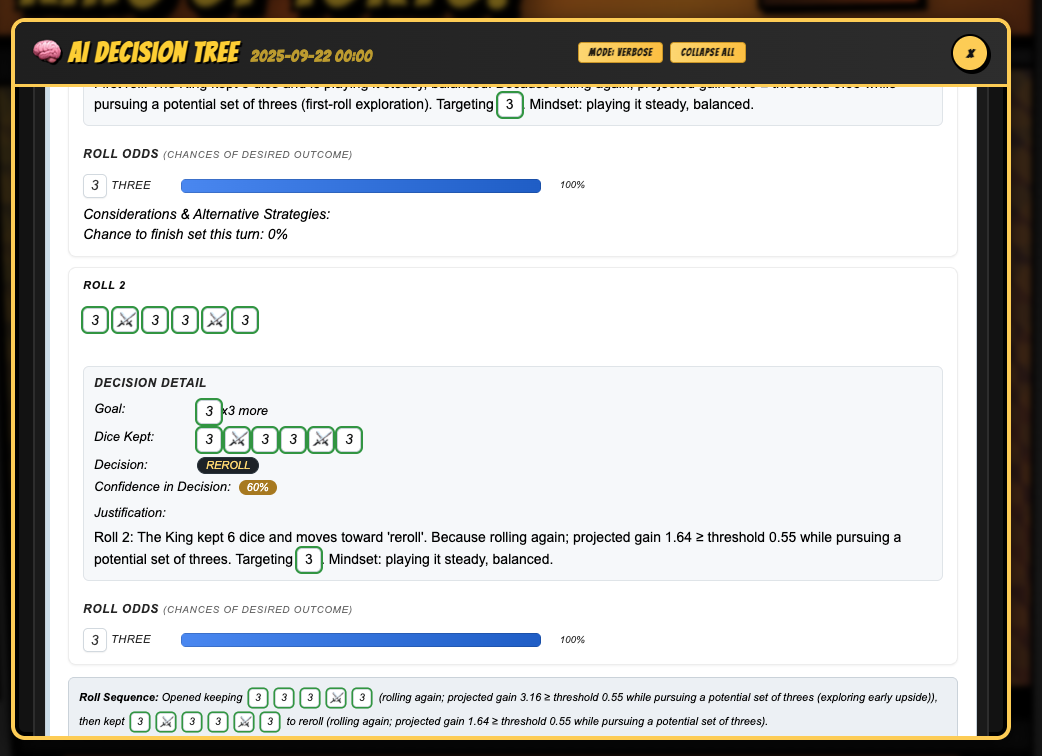 AI DECISION TREE 2025-09-22 00:00
MODE: VERBOSE COLLAPSE ALL X
pursuing a potential set of threes (first-roll exploration). Targeting 3. Mindset: playing it steady, balanced.
ROLL ODDS (CHANCES OF DESIRED OUTCOME)
3 THREE 100%
Considerations & Alternative Strategies:
Chance to finish set this turn: 0%
ROLL 2
3 3 3 3
DECISION DETAIL
Goal: 3 x3 more
Dice Kept: 3 3 3 3
Decision: REROLL
Confidence in Decision: 60%
Justification:
Roll 2: The King kept 6 dice and moves toward 'reroll'. Because rolling again; projected gain 1.64 ≥ threshold 0.55 while pursuing a
potential set of threes. Targeting 3. Mindset: playing it steady, balanced.
ROLL ODDS (CHANCES OF DESIRED OUTCOME)
3 THREE 100%
Roll Sequence: Opened keeping 3 3 3 3 (rolling again; projected gain 3.16 ≥ threshold 0.55 while pursuing a potential set of threes (exploring early upside)),
then kept 3 3 3 3 to reroll (rolling again; projected gain 1.64 ≥ threshold 0.55 while pursuing a potential set of threes).